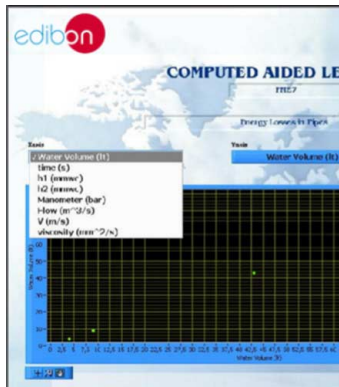 edibon
COMPUTED AIDED LE
FME7
Energy Losses in Pipes
Water Volume (lt)
✓Water Volume (lt)
time (s)
h1 (mmwc)
h2 (mmwc)
Manometer (bar)
Flow (m^3/s)
V (m/s)
viscosity (mm^2/s)
Water Volume (lt)